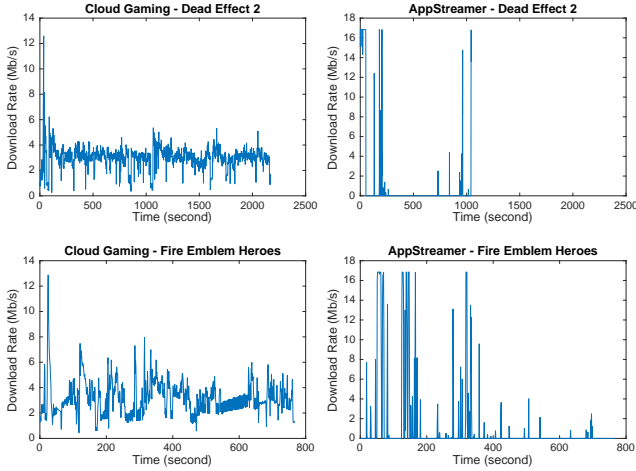 Cloud Gaming - Dead Effect 2
Download Rate (Mb/s)
14
12
10
8
6
4
2
0
0 500 1000 1500 2000 2500
Time (second)
AppStreamer - Dead Effect 2
Download Rate (Mb/s)
18
16
14
12
10
8
6
4
2
0
0 500 1000 1500 2000 2500
Time (second)
Cloud Gaming - Fire Emblem Heroes
Download Rate (Mb/s)
14
12
10
8
6
4
2
0
0 200 400 600 800
Time (second)
AppStreamer - Fire Emblem Heroes
Download Rate (Mb/s)
18
16
14
12
10
8
6
4
2
0
0 200 400 600 800
Time (second)